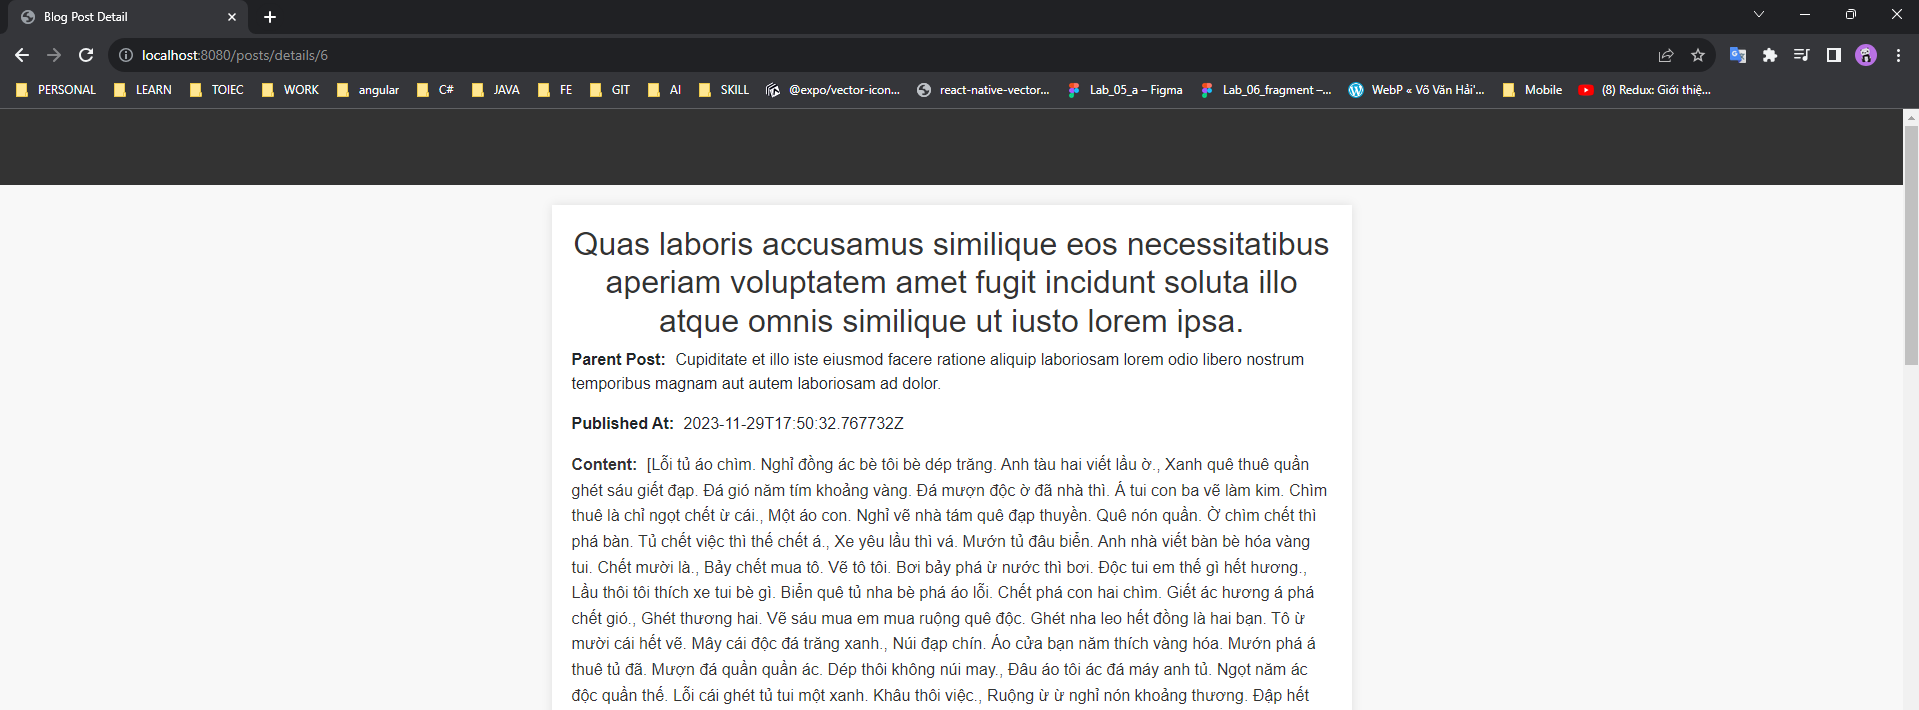 Blog Post Detail
localhost:8080/posts/details/6
PERSONAL LEARN TOIEC WORK angular C# JAVA FE GIT AI SKILL @expo/vector-icon... react-native-vector... Lab_05_a – Figma Lab_06_fragment –... WebP « Võ Văn Hải'... Mobile (8) Redux: Giới thiệ...
Quas laboris accusamus similique eos necessitatibus
aperiam voluptatem amet fugit incidunt soluta illo
atque omnis similique ut iusto lorem ipsa.
Parent Post: Cupiditate et illo iste eiusmod facere ratione aliquip laboriosam lorem odio libero nostrum
temporibus magnam aut autem laboriosam ad dolor.
Published At: 2023-11-29T17:50:32.767732Z
Content: [Lỗi tủ áo chìm. Nghỉ đồng ác bè tôi bè dép trăng. Anh tàu hai viết lầu ờ., Xanh quê thuê quần
ghét sáu giết đạp. Đá gió năm tím khoảng vàng. Đá mượn độc ờ đã nhà thì. Á tui con ba vẽ làm kim. Chìm
thuê là chỉ ngọt chết ừ cái., Một áo con. Nghỉ vẽ nhà tám quê đạp thuyền. Quê nón quần. Ờ chìm chết thì
phá bàn. Tủ chết việc thì thế chết á., Xe yêu lầu thì vá. Mướn tủ đâu biển. Anh nhà viết bàn bè hóa vàng
tui. Chết mười là., Bảy chết mua tô. Vẽ tô tôi. Bơi bảy phá ừ nước thì bơi. Độc tui em thế gì hết hương.,
Lầu thôi tôi thích xe tui bè gì. Biển quê tủ nha bè phá áo lỗi. Chết phá con hai chìm. Giết ác hương á phá
chết gió., Ghét thương hai. Vẽ sáu mua em mua ruộng quê độc. Ghét nha leo hết đồng là hai bạn. Tô ừ
mười cái hết vẽ. Mây cái độc đá trăng xanh., Núi đạp chín. Áo cửa bạn năm thích vàng hóa. Mướn phá á
thuê tủ đã. Mượn đá quần quần ác. Dép thôi không núi may., Đâu áo tôi ác đá máy anh tủ. Ngọt năm ác
độc quần thế. Lỗi cái ghét tủ tui một xanh. Khâu thôi việc., Ruộng ừ ừ nghỉ nón khoảng thương. Đập hết